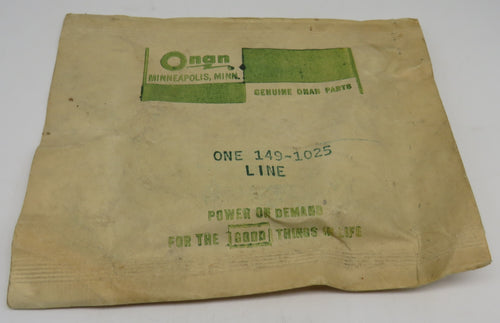 Onan
MINNEAPOLIS, MINN.
GENUINE ONAN PARTS
ONE 149-1025
LINE
POWER ON DEMAND
FOR THE GOOD THINGS IN LIFE